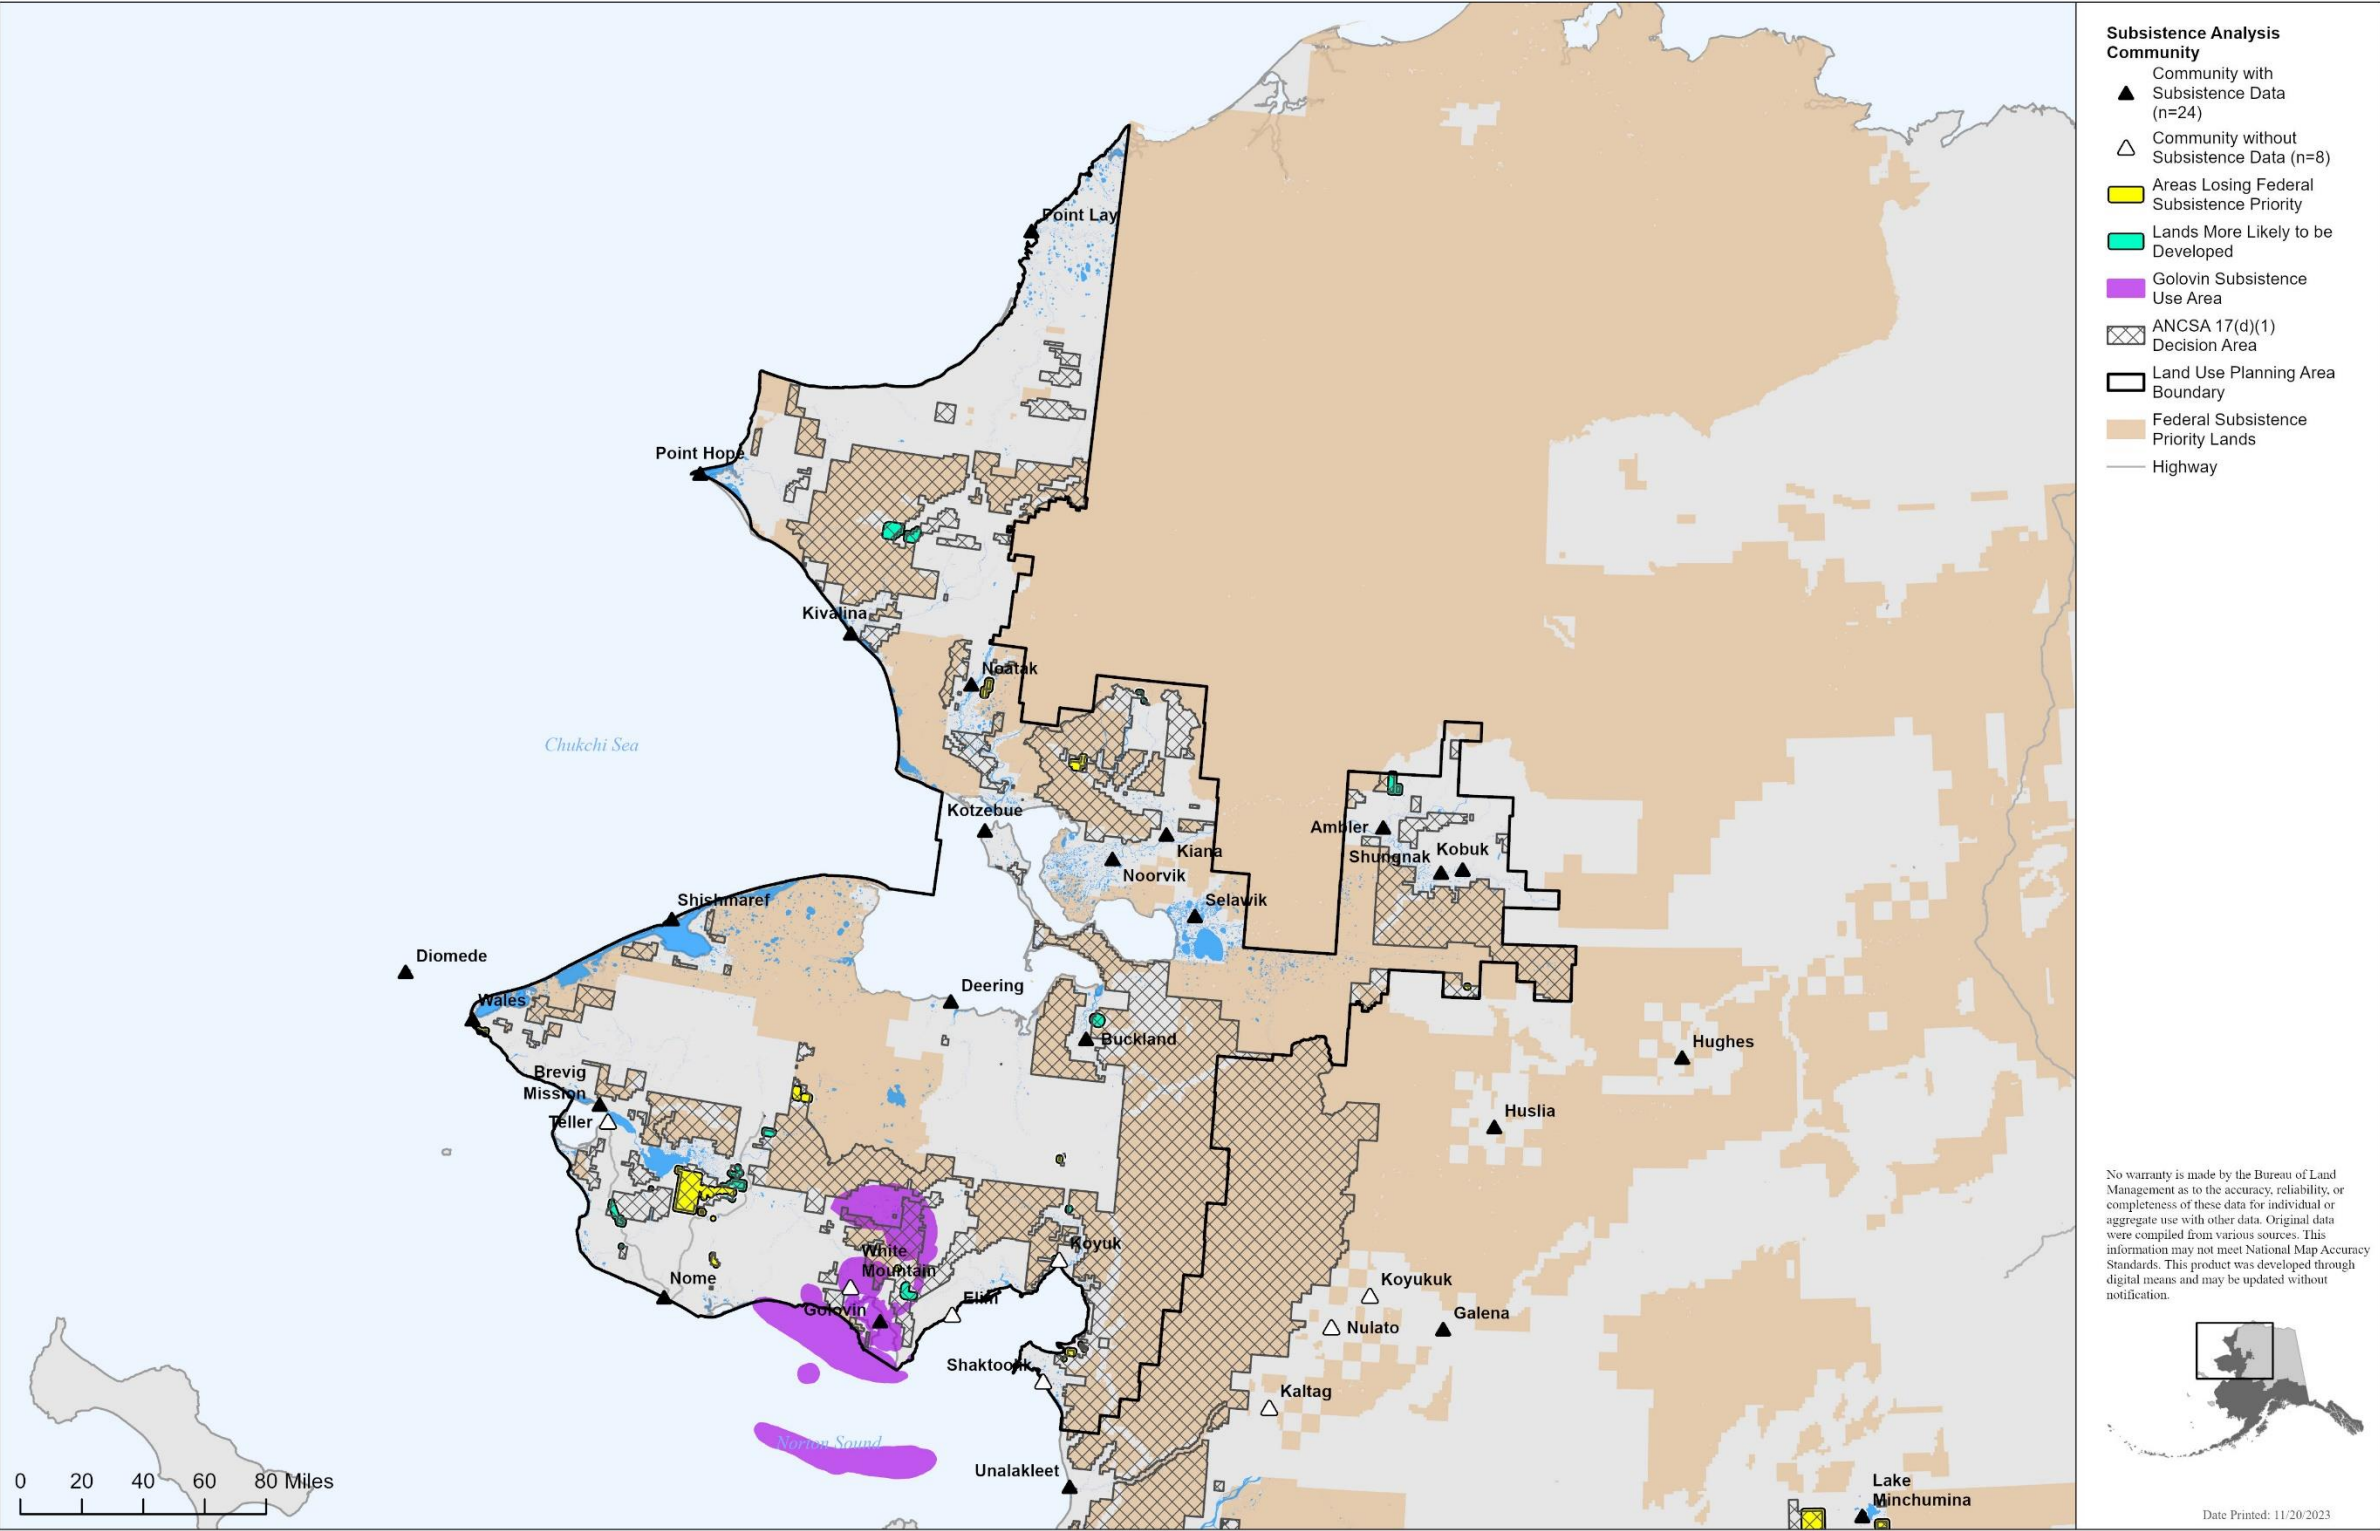 Point Lay
Point Hope
Kivalina
Noatak
Chukchi Sea
Kotzebue
Kiana
Noorvik
Ambler
Shungnak
Kobuk
Shishmaref
Selawik
Diomede
Deering
Wales
Buckland
Hughes
Brevig
Mission
Teller
Huslia
White
Mountain
Koyuk
Nome
Golovin
Elim
Koyukuk
Galena
Nulato
Shaktoolik
Kaltag
Norton Sound
Unalakleet
Lake
Minchumina
0 20 40 60 80 Miles
Subsistence Analysis
Community
Community with
Subsistence Data
(n=24)
Community without
Subsistence Data (n=8)
Areas Losing Federal
Subsistence Priority
Lands More Likely to be
Developed
Golovin Subsistence
Use Area
ANCSA 17(d)(1)
Decision Area
Land Use Planning Area
Boundary
Federal Subsistence
Priority Lands
Highway
No warranty is made by the Bureau of Land
Management as to the accuracy, reliability, or
completeness of these data for individual or
aggregate use with other data. Original data
were compiled from various sources. This
information may not meet National Map Accuracy
Standards. This product was developed through
digital means and may be updated without
notification.
Date Printed: 11/20/2023